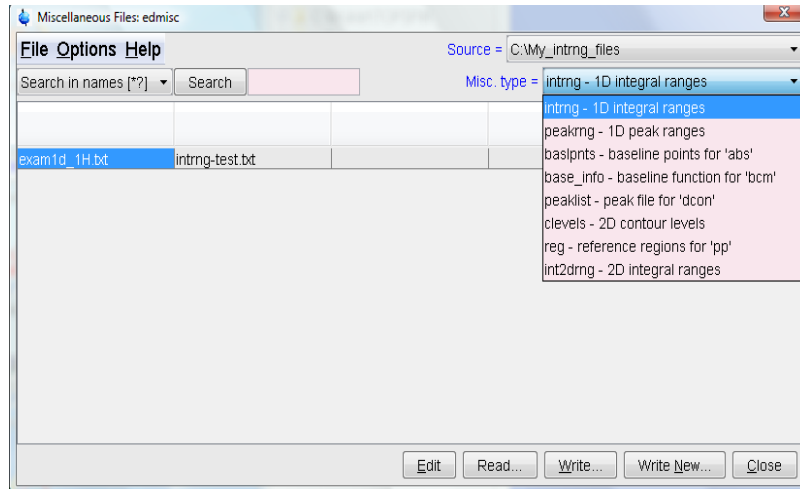 Miscellaneous Files: edmisc
File Options Help
Source = C:\My_intrng_files
Search in names [*?] Search
Misc. type = intrng - 1D integral ranges
intrng - 1D integral ranges
peakrng - 1D peak ranges
baslpnts - baseline points for 'abs'
base_info - baseline function for 'bcm'
peaklist - peak file for 'dcon'
clevels - 2D contour levels
reg - reference regions for 'pp'
int2drng - 2D integral ranges
exam1d_1H.txt intrng-test.txt
Edit Read... Write... Write New... Close